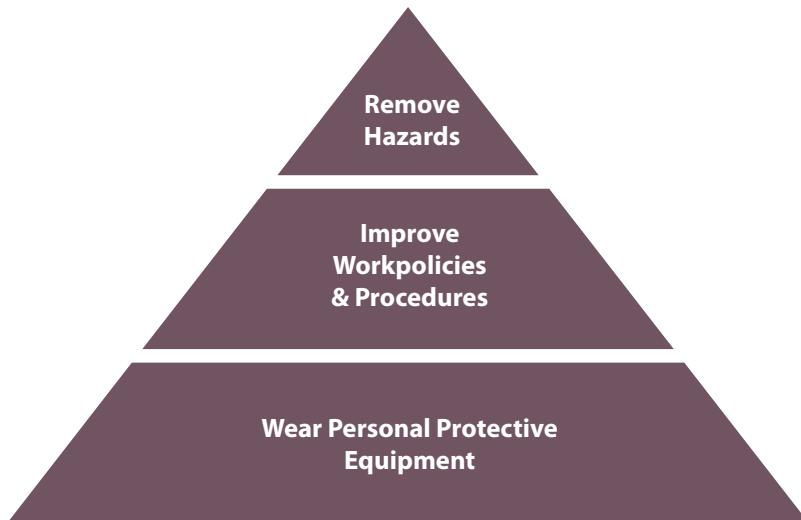 Remove
Hazards
Improve
Workpolicies
& Procedures
Wear Personal Protective
Equipment